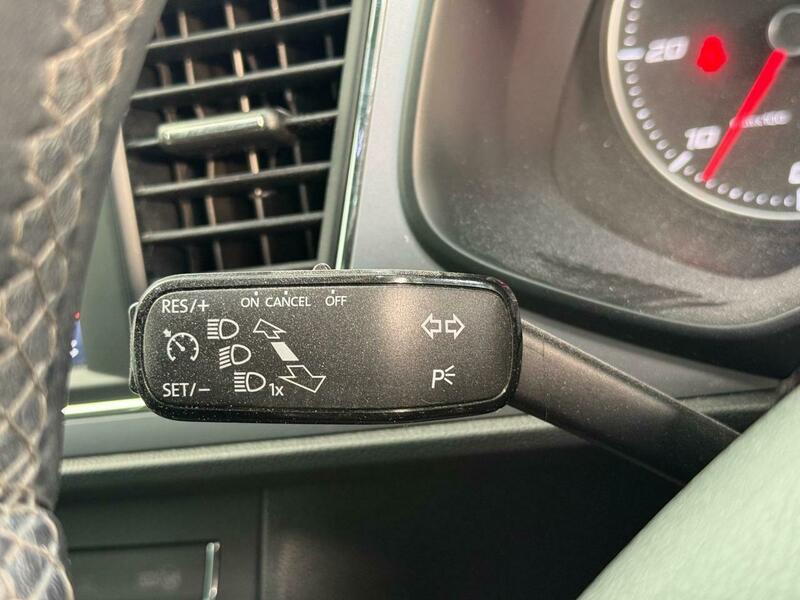 20
10
RES/+ ON CANCEL OFF
SET/− 1x P